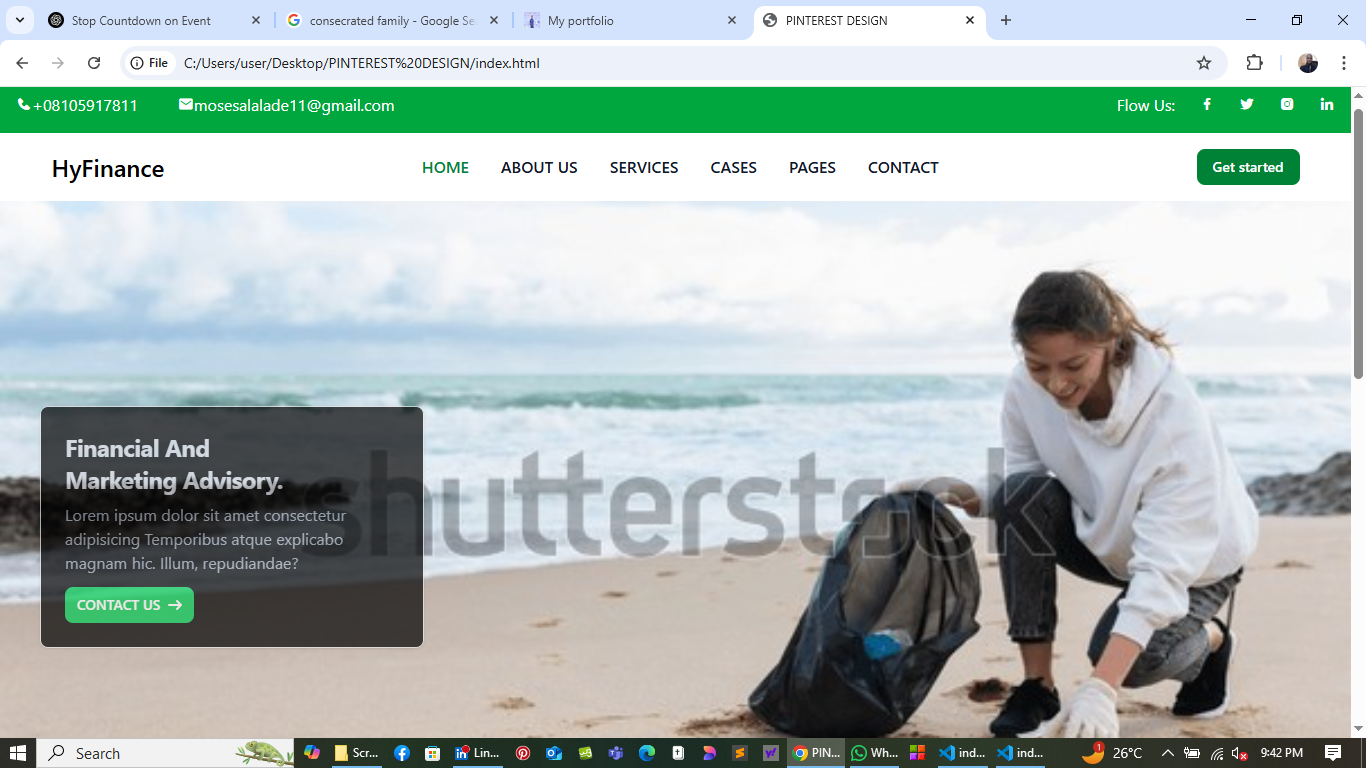 Stop Countdown on Event
consecrated family - Google Se
My portfolio
PINTEREST DESIGN
File
C:/Users/user/Desktop/PINTEREST%20DESIGN/index.html
+08105917811
mosesalalade11@gmail.com
Flow Us:
HyFinance
HOME
ABOUT US
SERVICES
CASES
PAGES
CONTACT
Get started
shutterstock
Financial And
Marketing Advisory.
Lorem ipsum dolor sit amet consectetur
adipisicing Temporibus atque explicabo
magnam hic. Illum, repudiandae?
CONTACT US
Search
Scr...
Lin...
PIN...
Wh...
ind...
ind...
1
26°C
9:42 PM